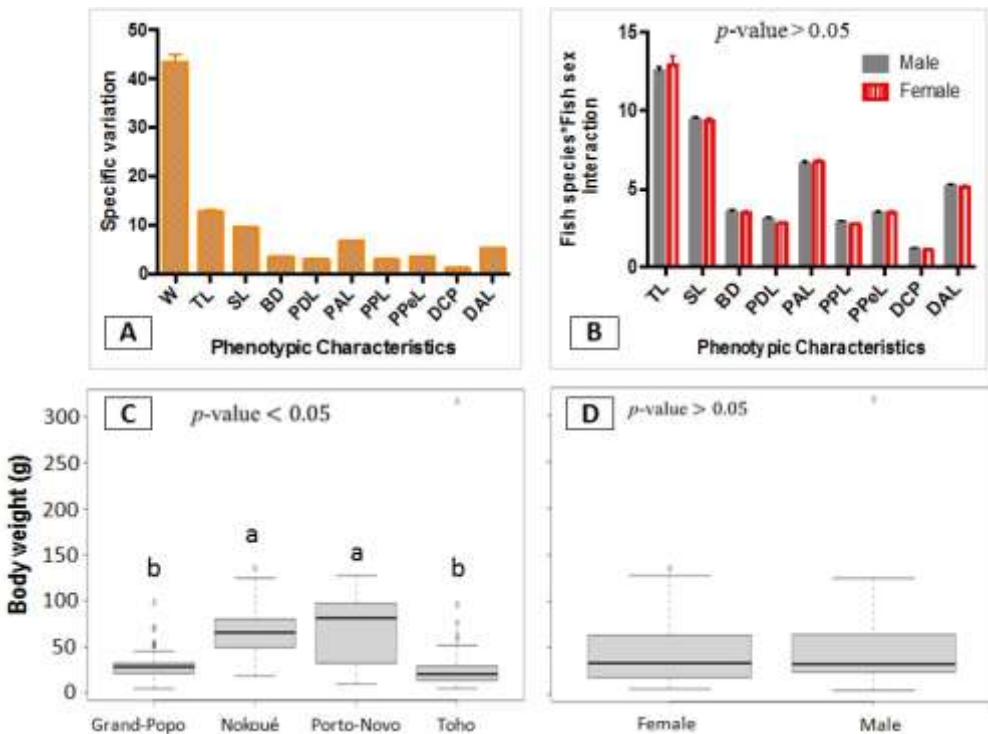 50
40
30
20
10
0
Specific variation
W TL SL BD PDL PAL PPL PPeL DCP DAL
A
Phenotypic Characteristics
15
10
5
0
Fish species*Fish sex
Interaction
p-value > 0.05
Male
Female
TL SL BD PDL PAL PPL PPeL DCP DAL
B
Phenotypic Characteristics
Body weight (g)
300
250
200
150
100
50
0
C
p-value < 0.05
b a a b
Grand-Popo Nokoué Porto-Novo Toho
D
p-value > 0.05
Female Male